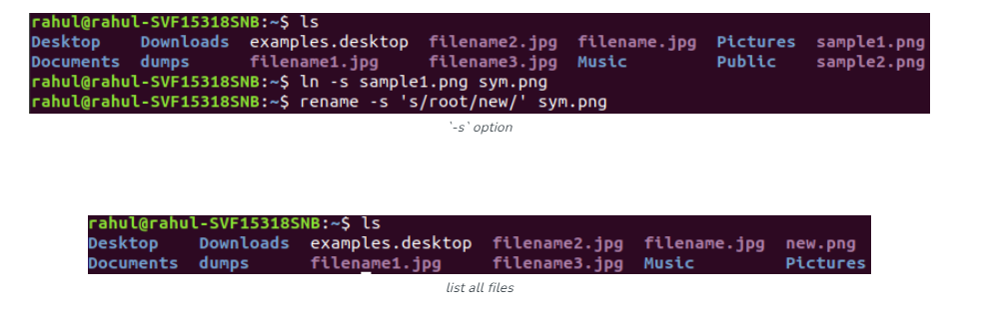 rahul@rahul-SVF15318SNB:~$ ls
Desktop Downloads examples.desktop filename2.jpg filename.jpg Pictures sample1.png
Documents dumps filename1.jpg filename3.jpg Music Public sample2.png
rahul@rahul-SVF15318SNB:~$ ln -s sample1.png sym.png
rahul@rahul-SVF15318SNB:~$ rename -s 's/root/new/' sym.png
`-s` option
rahul@rahul-SVF15318SNB:~$ ls
Desktop Downloads examples.desktop filename2.jpg filename.jpg new.png
Documents dumps filename1.jpg filename3.jpg Music Pictures
list all files